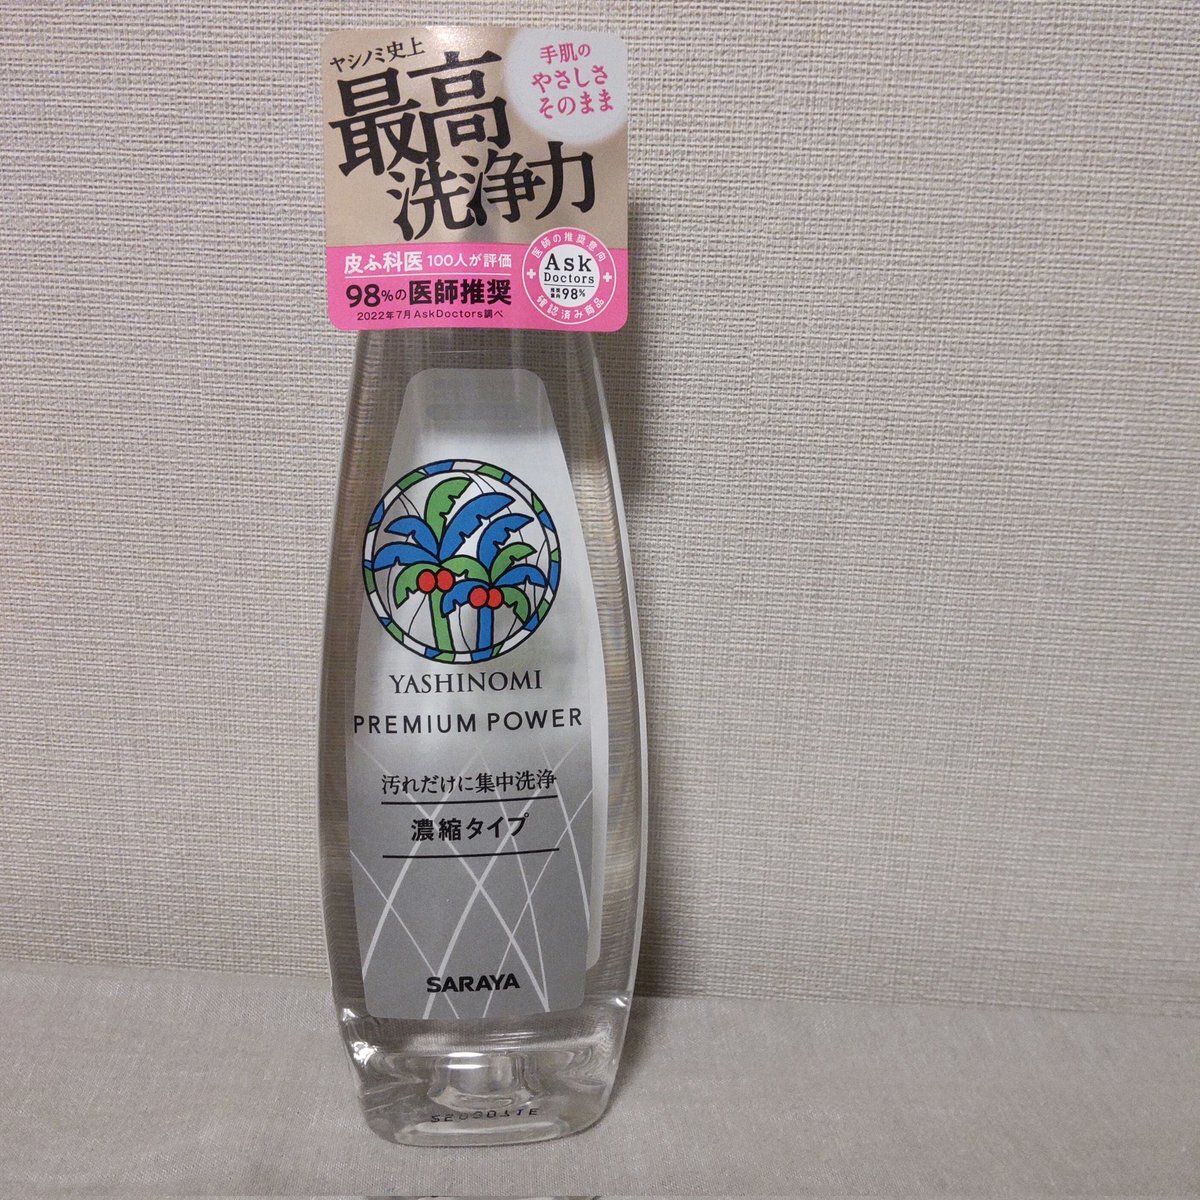 ヤシノミ史上
最高
洗浄力
手肌の
やさしさ
そのまま
皮ふ科医 100人が評価
98%の医師推奨
2022年7月 AskDoctors調べ
医師の推奨意向
Ask
Doctors
98%
確認済み商品
YASHINOMI
PREMIUM POWER
汚れだけに集中洗浄
濃縮タイプ
SARAYA